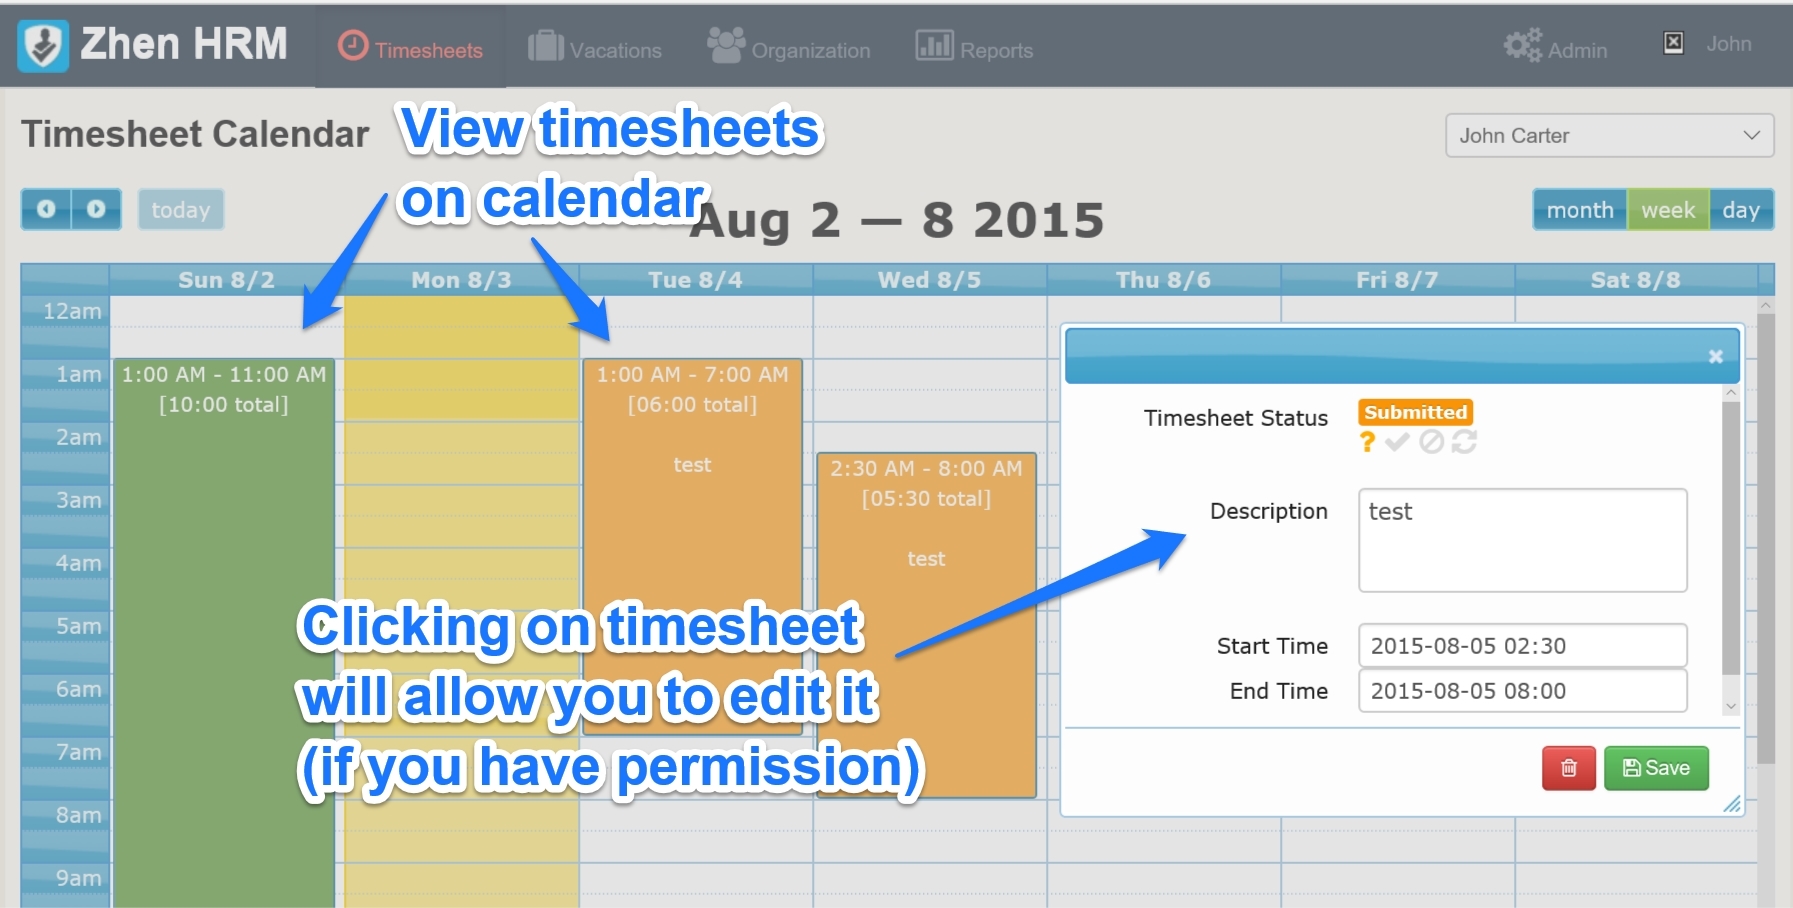 Zhen HRM
Timesheets
Vacations
Organization
Reports
Admin
John
Timesheet Calendar
View timesheets
on calendar
John Carter
today
Aug 2 — 8 2015
month
week
day
Sun 8/2
Mon 8/3
Tue 8/4
Wed 8/5
Thu 8/6
Fri 8/7
Sat 8/8
12am
1am
2am
3am
4am
5am
6am
7am
8am
9am
1:00 AM - 11:00 AM
[10:00 total]
1:00 AM - 7:00 AM
[06:00 total]
test
2:30 AM - 8:00 AM
[05:30 total]
test
Clicking on timesheet
will allow you to edit it
(if you have permission)
Timesheet Status
Submitted
?
Description
test
Start Time
2015-08-05 02:30
End Time
2015-08-05 08:00
Save